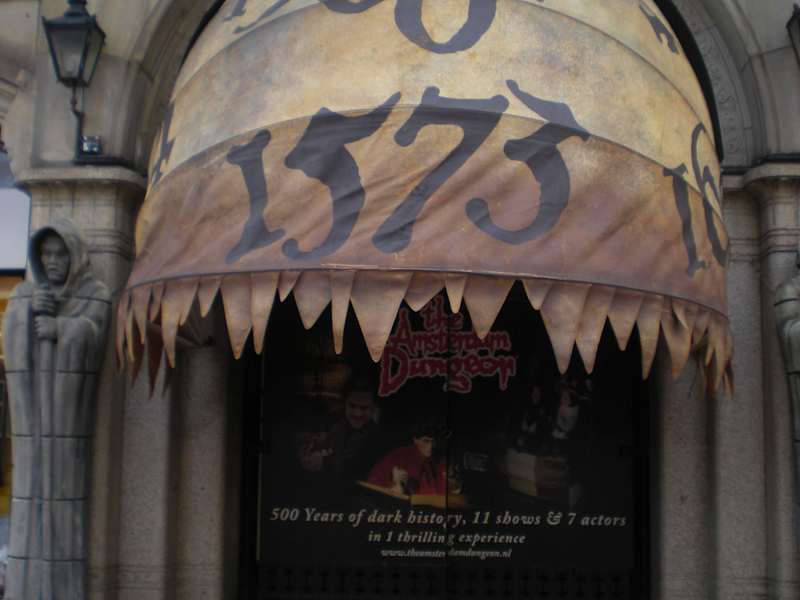 1573
the
Amsterdam
Dungeon
500 Years of dark history, 11 shows & 7 actors
in 1 thrilling experience
www.theamsterdamdungeon.nl